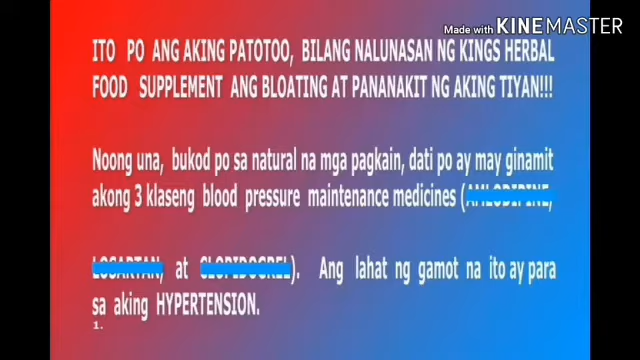 Made with KINEMASTER
ITO PO ANG AKING PATOTOO, BILANG NALUNASAN NG KINGS HERBAL
FOOD SUPPLEMENT ANG BLOATING AT PANANAKIT NG AKING TIYAN!!!
Noong una, bukod po sa natural na mga pagkain, dati po ay may ginamit
akong 3 klaseng blood pressure maintenance medicines (AMLODIPINE,
LOSARTAN, at CLOPIDOGREL). Ang lahat ng gamot na ito ay para
sa aking HYPERTENSION.
1.